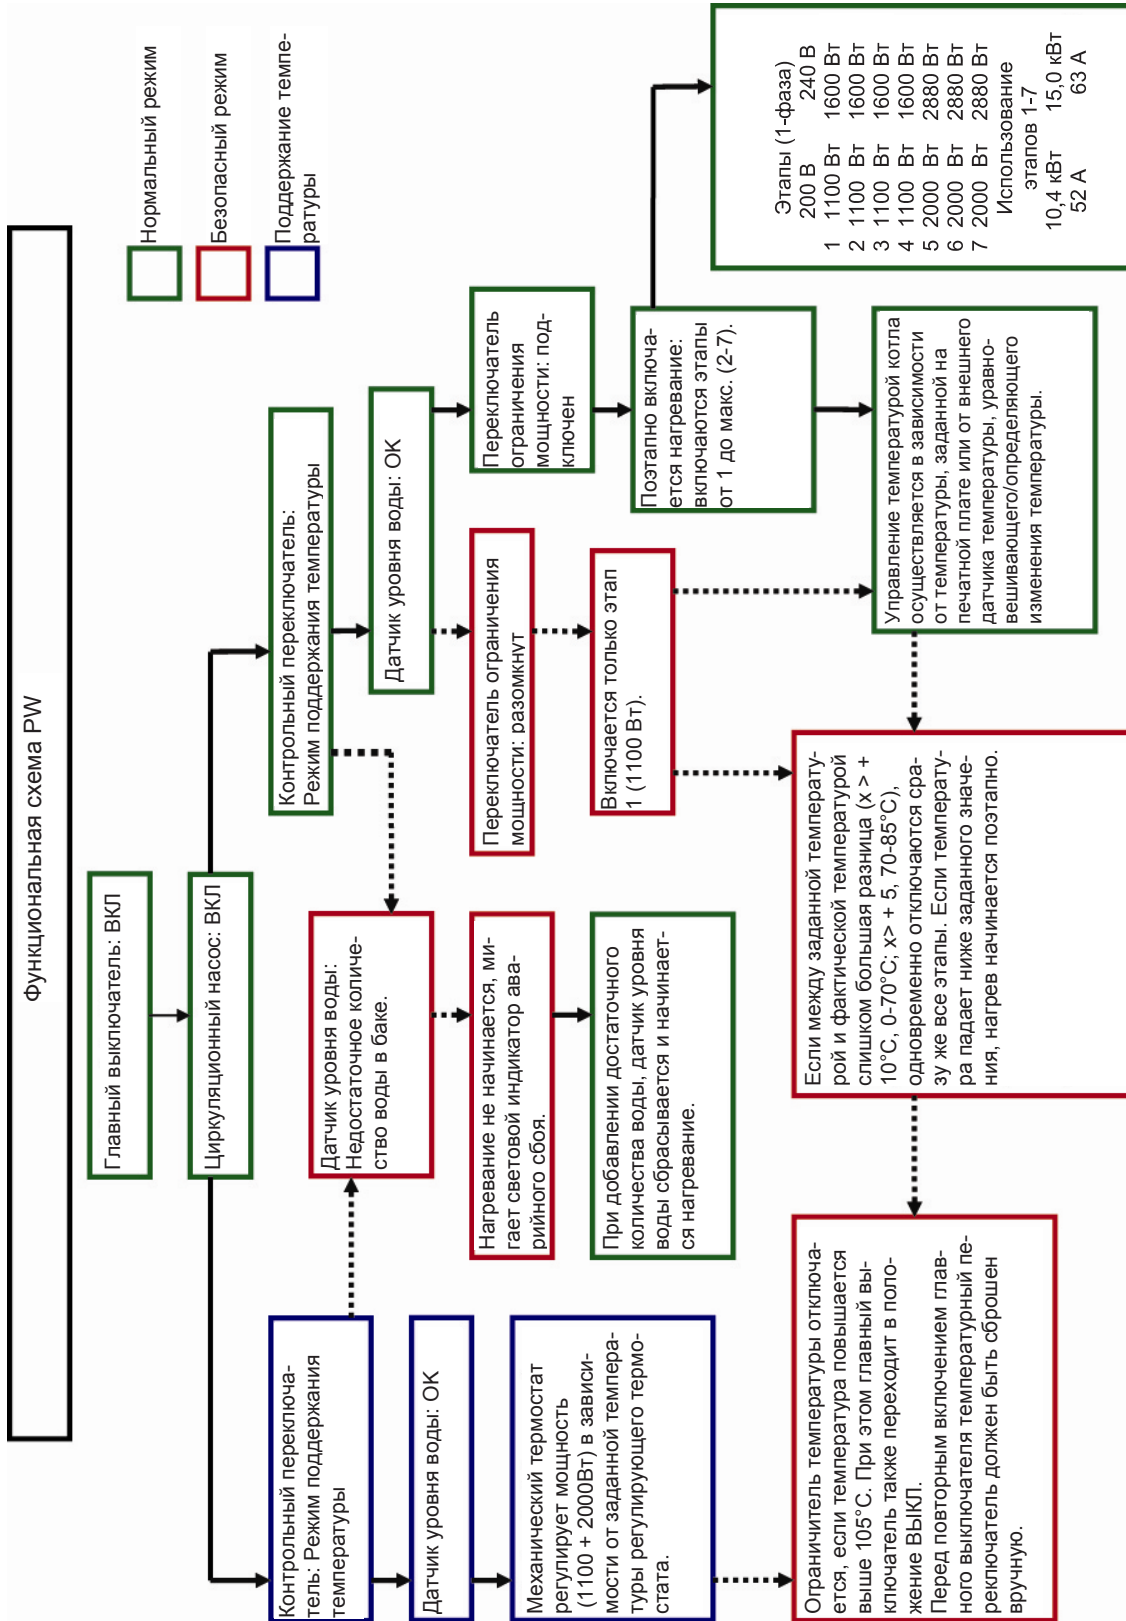 Функциональная схема PW
Нормальный режим
Безопасный режим
Поддержание темпе-
ратуры
Главный выключатель: ВКЛ
Циркуляционный насос: ВКЛ
Контрольный переключа-
тель: Режим поддержания
температуры
Датчик уровня воды: OK
Механический термостат
регулирует мощность
(1100 + 2000Вт) в зависи-
мости от заданной темпера-
туры регулирующего термо-
стата.
Датчик уровня воды:
Недостаточное количе-
ство воды в баке.
Нагревание не начинается, ми-
гает световой индикатор ава-
рийного сбоя.
При добавлении достаточного
количества воды, датчик уровня
воды сбрасывается и начинает-
ся нагревание.
Контрольный переключатель:
Режим поддержания температуры
Датчик уровня воды: OK
Переключатель ограничения
мощности: разомкнут
Включается только этап
1 (1100 Вт).
Переключатель
ограничения
мощности: под-
ключен
Поэтапно включа-
ется нагревание:
включаются этапы
от 1 до макс. (2-7).
Этапы (1-фаза)
200 В 240 В
1 1100 Вт 1600 Вт
2 1100 Вт 1600 Вт
3 1100 Вт 1600 Вт
4 1100 Вт 1600 Вт
5 2000 Вт 2880 Вт
6 2000 Вт 2880 Вт
7 2000 Вт 2880 Вт
Использование
этапов 1-7
10,4 кВт 15,0 кВт
52 А 63 А
Управление температурой котла
осуществляется в зависимости
от температуры, заданной на
печатной плате или от внешнего
датчика температуры, уравно-
вешивающего/определяющего
изменения температуры.
Если между заданной температу-
рой и фактической температурой
слишком большая разница (x > +
10°C, 0-70°C; x> + 5, 70-85°C),
одновременно отключаются сра-
зу же все этапы. Если температу-
ра падает ниже заданного значе-
ния, нагрев начинается поэтапно.
Ограничитель температуры отключа-
ется, если температура повышается
выше 105°C. При этом главный вы-
ключатель также переходит в поло-
жение ВЫКЛ.
Перед повторным включением глав-
ного выключателя температурный пе-
реключатель должен быть сброшен
вручную.